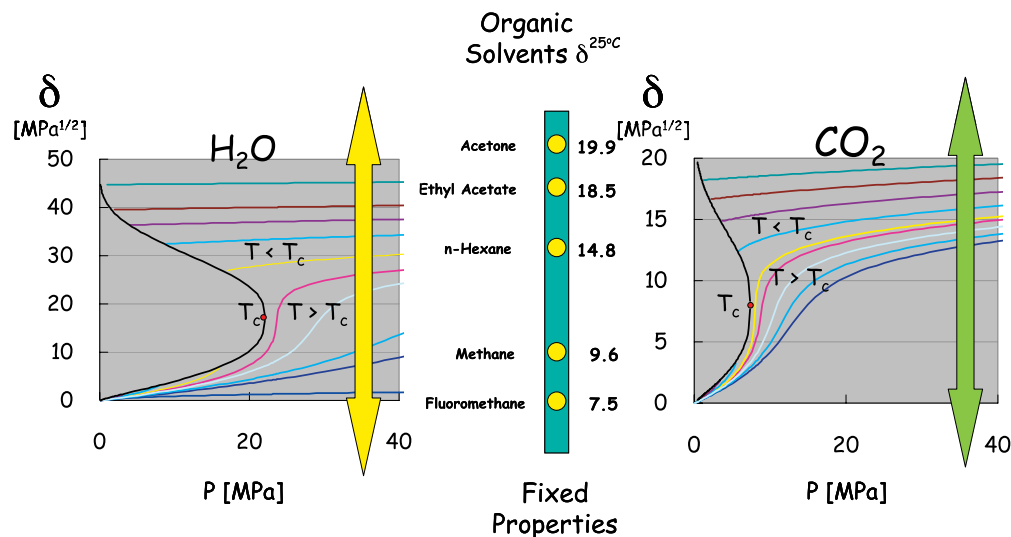 Organic
Solvents δ25oC
δ
[MPa1/2]
H2O
50
40
30
20
10
0
T < Tc
Tc
T > Tc
0
20
40
P [MPa]
Acetone 19.9
Ethyl Acetate 18.5
n-Hexane 14.8
Methane 9.6
Fluoromethane 7.5
Fixed
Properties
δ
[MPa1/2]
CO2
20
15
10
5
0
T < Tc
T > Tc
Tc
0
20
40
P [MPa]